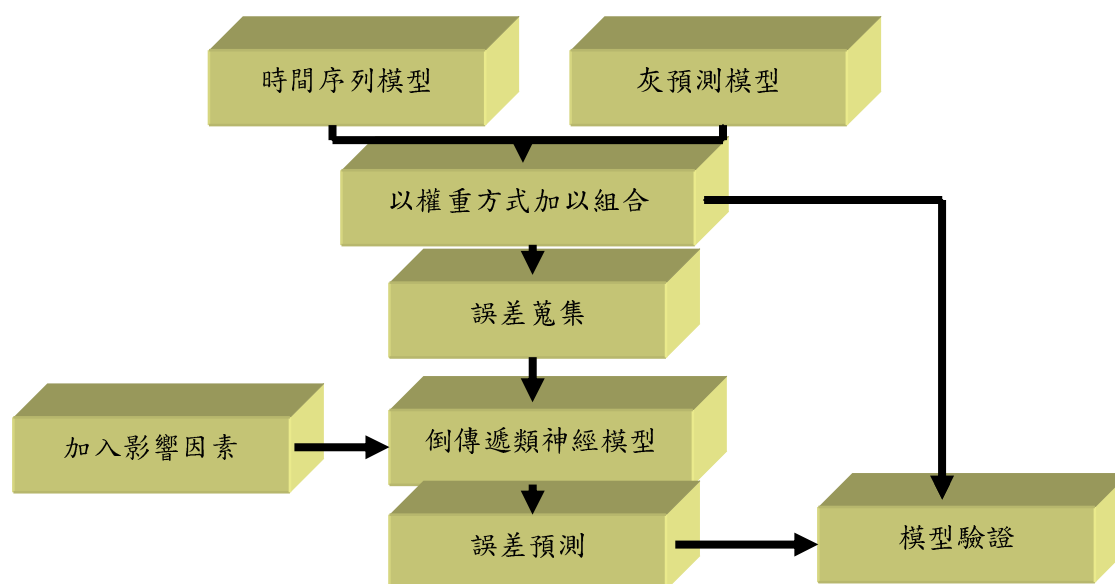 時間序列模型
灰預測模型
以權重方式加以組合
誤差蒐集
加入影響因素
倒傳遞類神經模型
誤差預測
模型驗證